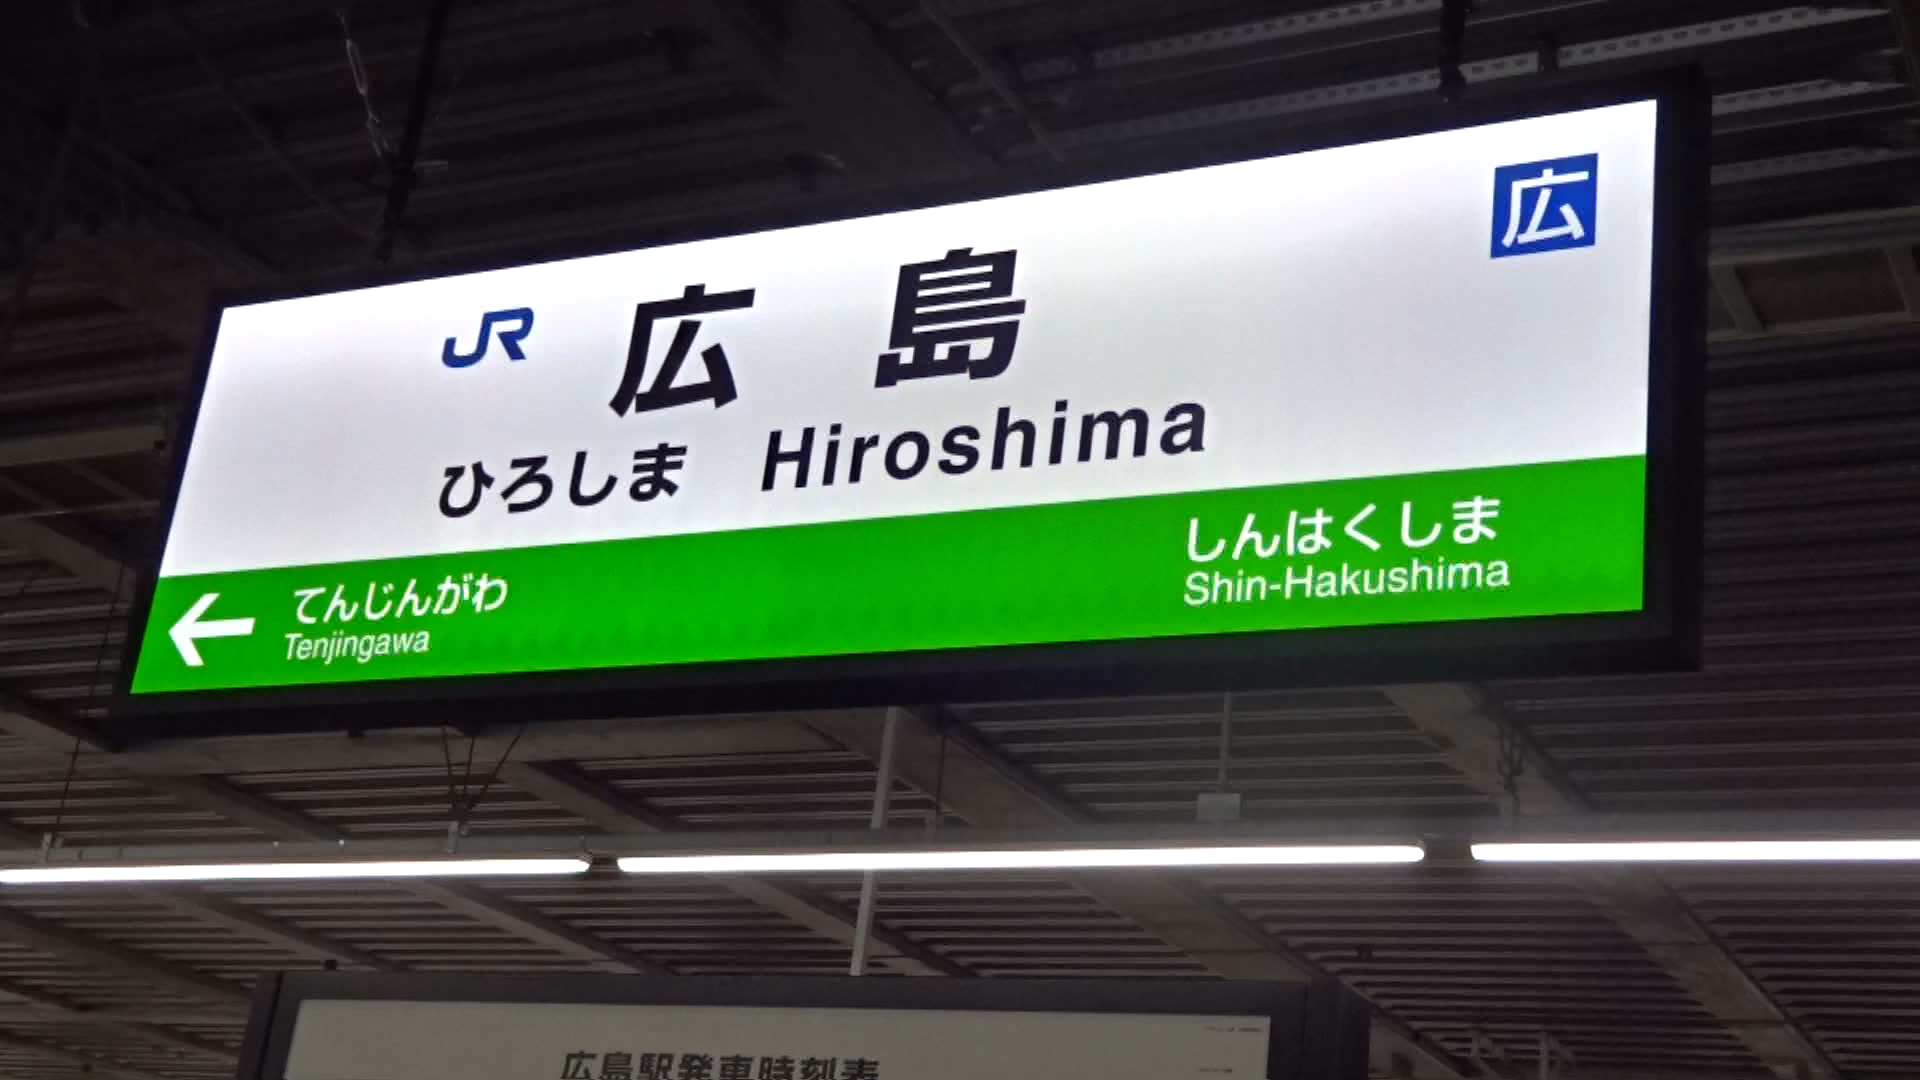 広
JR 広島
ひろしま Hiroshima
てんじんがわ
Tenjingawa
しんはくしま
Shin-Hakushima
広島駅発車時刻表